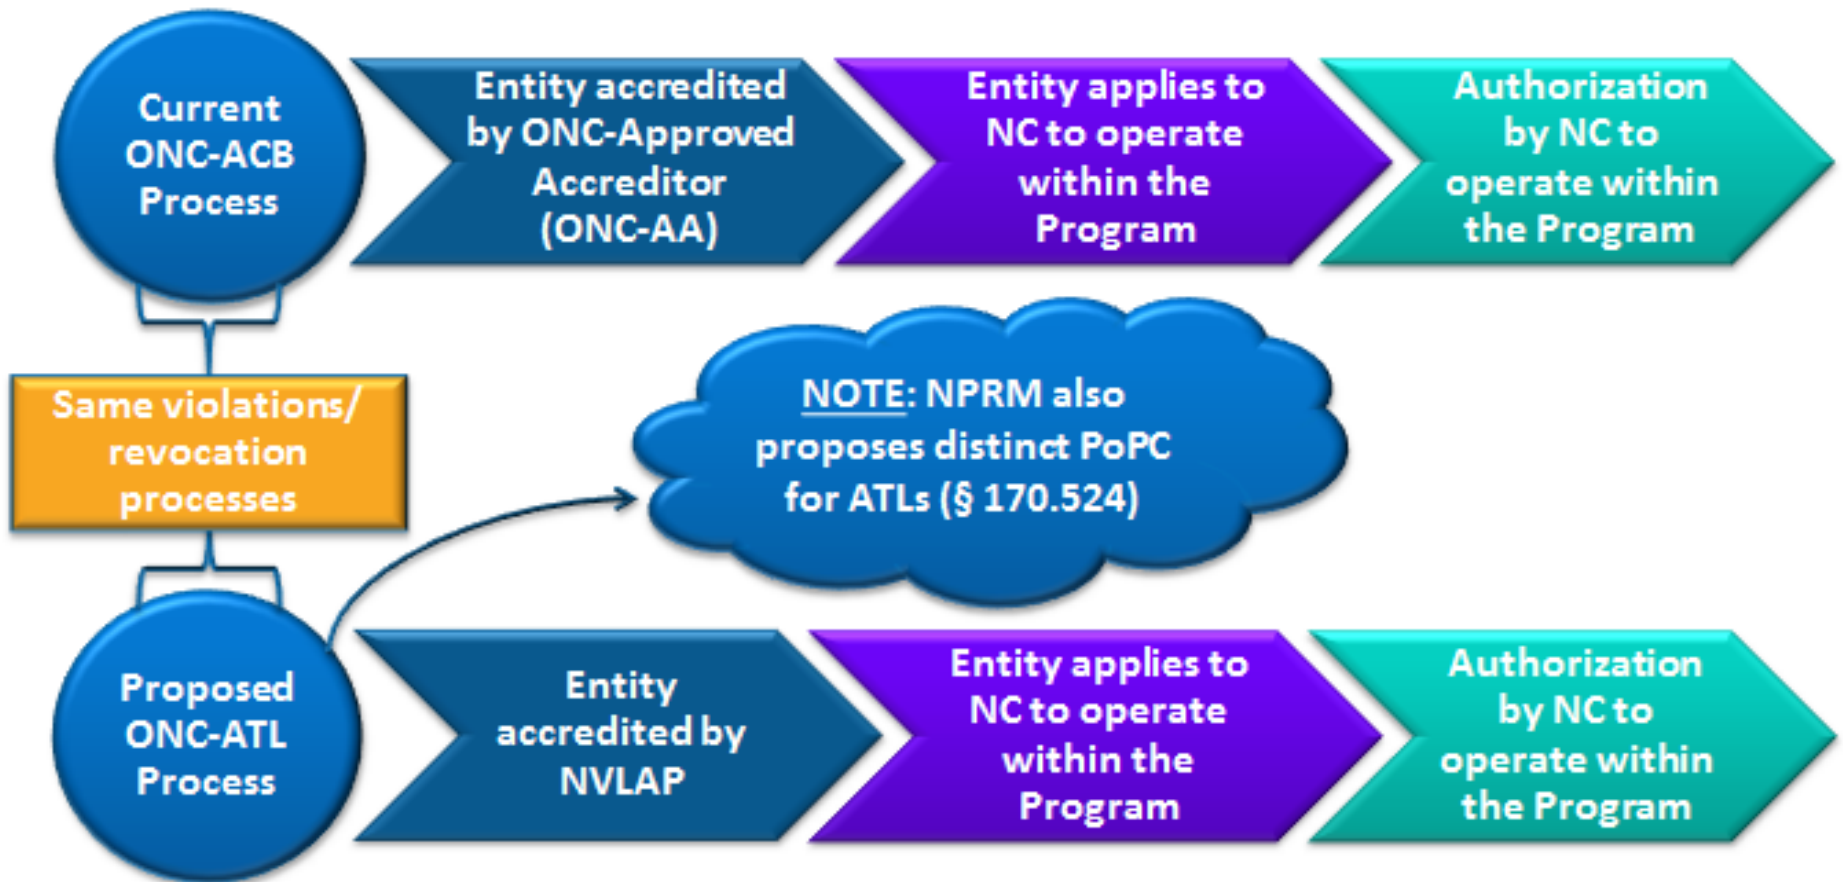 Current
ONC-ACB
Process
Entity accredited
by ONC-Approved
Accreditor
(ONC-AA)
Entity applies to
NC to operate
within the
Program
Authorization
by NC to
operate within
the Program
Same violations/
revocation
processes
NOTE: NPRM also
proposes distinct PoPC
for ATLs (§ 170.524)
Proposed
ONC-ATL
Process
Entity
accredited by
NVLAP
Entity applies to
NC to operate
within the
Program
Authorization
by NC to
operate within
the Program